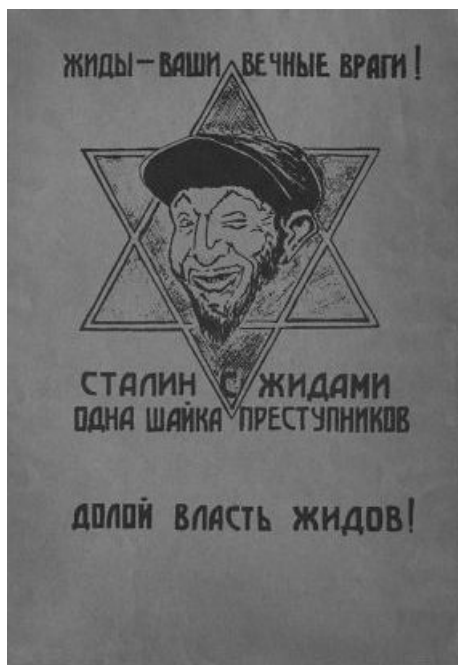 ЖИДЫ – ВАШИ ВЕЧНЫЕ ВРАГИ!
СТАЛИН С ЖИДАМИ
ОДНА ШАЙКА ПРЕСТУПНИКОВ
ДОЛОЙ ВЛАСТЬ ЖИДОВ!